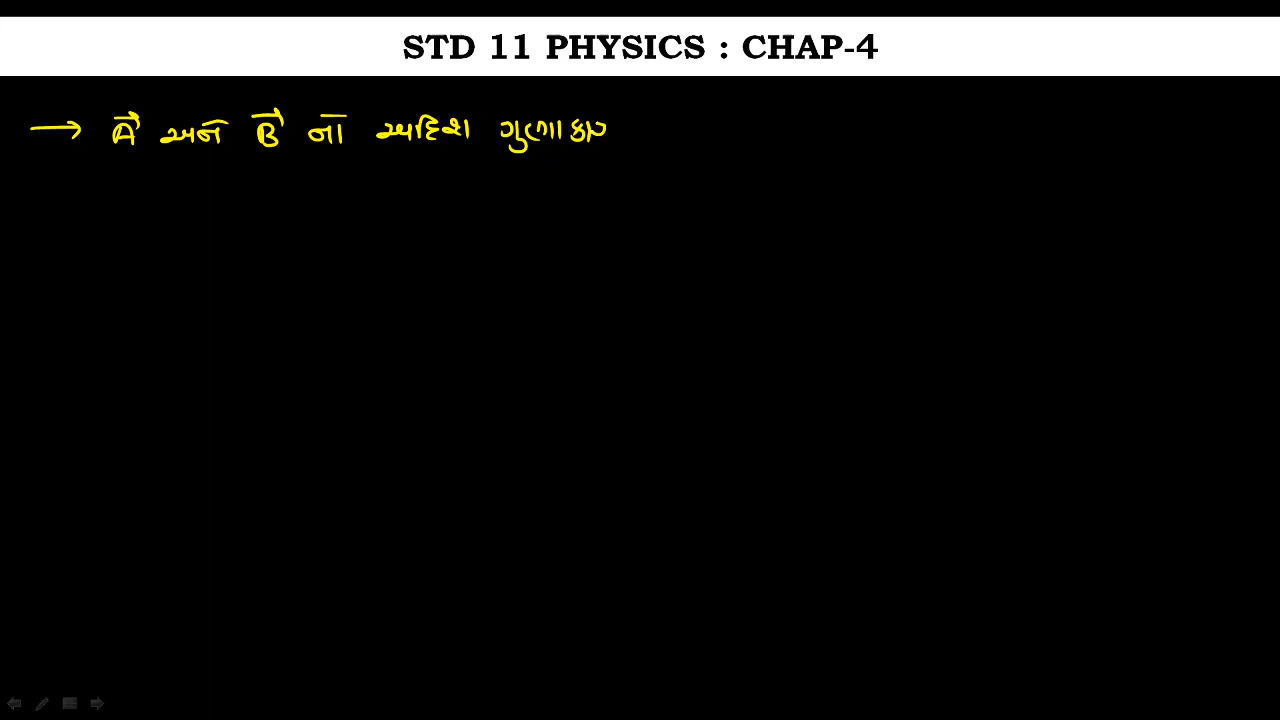 STD 11 PHYSICS : CHAP-4
→ A⃗ અને B⃗ નો અદિશ ગુણાકાર